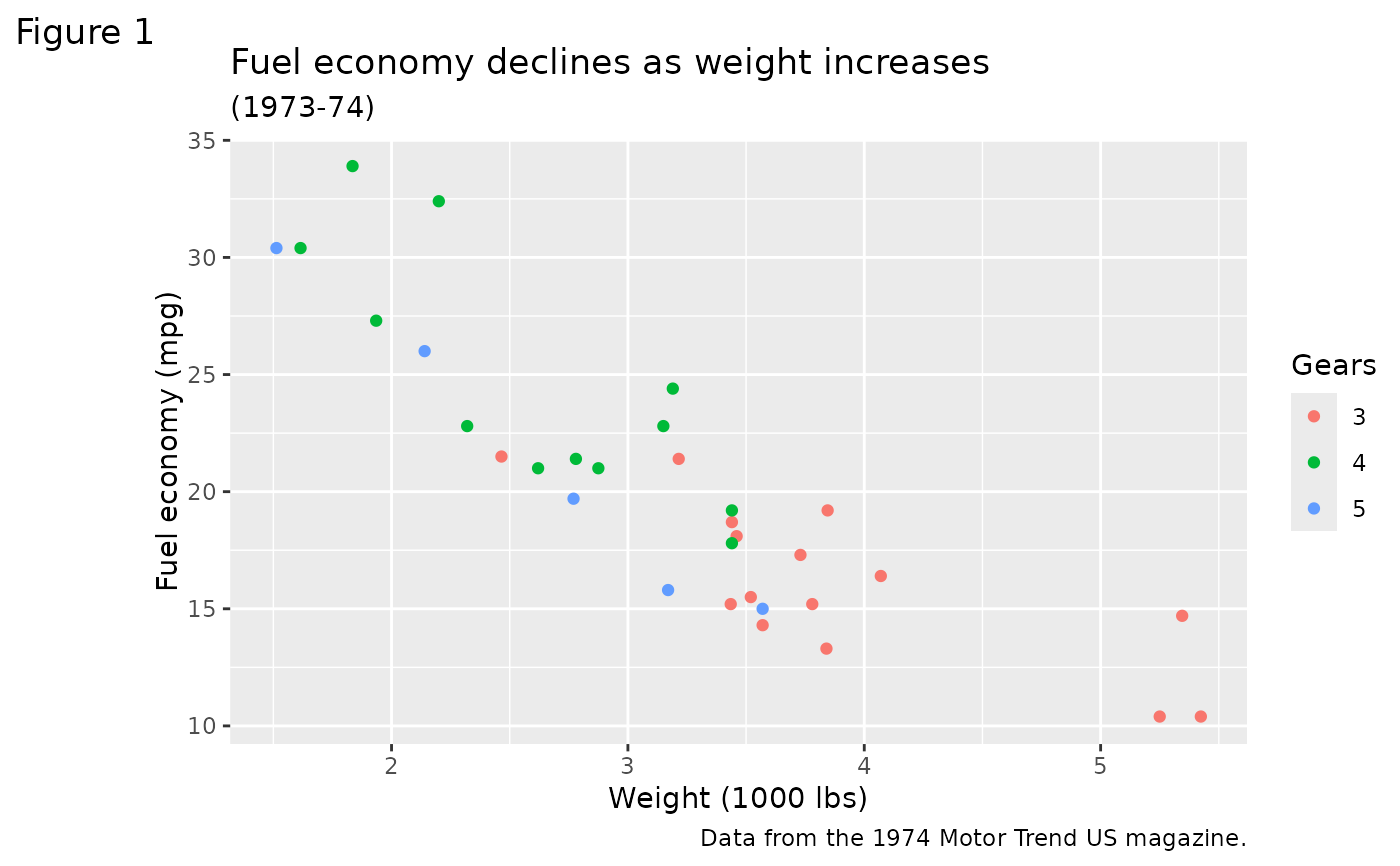 Figure 1
Fuel economy declines as weight increases
(1973-74)
Fuel economy (mpg)
35
30
25
20
15
10
2 3 4 5
Weight (1000 lbs)
Gears
3
4
5
Data from the 1974 Motor Trend US magazine.